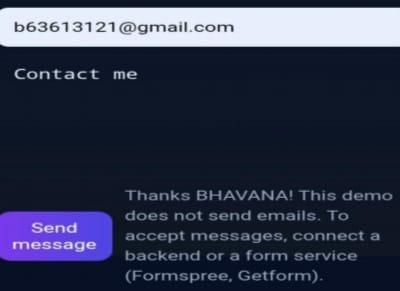 b63613121@gmail.com
Contact me
Thanks BHAVANA! This demo
does not send emails. To
accept messages, connect a
backend or a form service
(Formspree, Getform).
Send
message